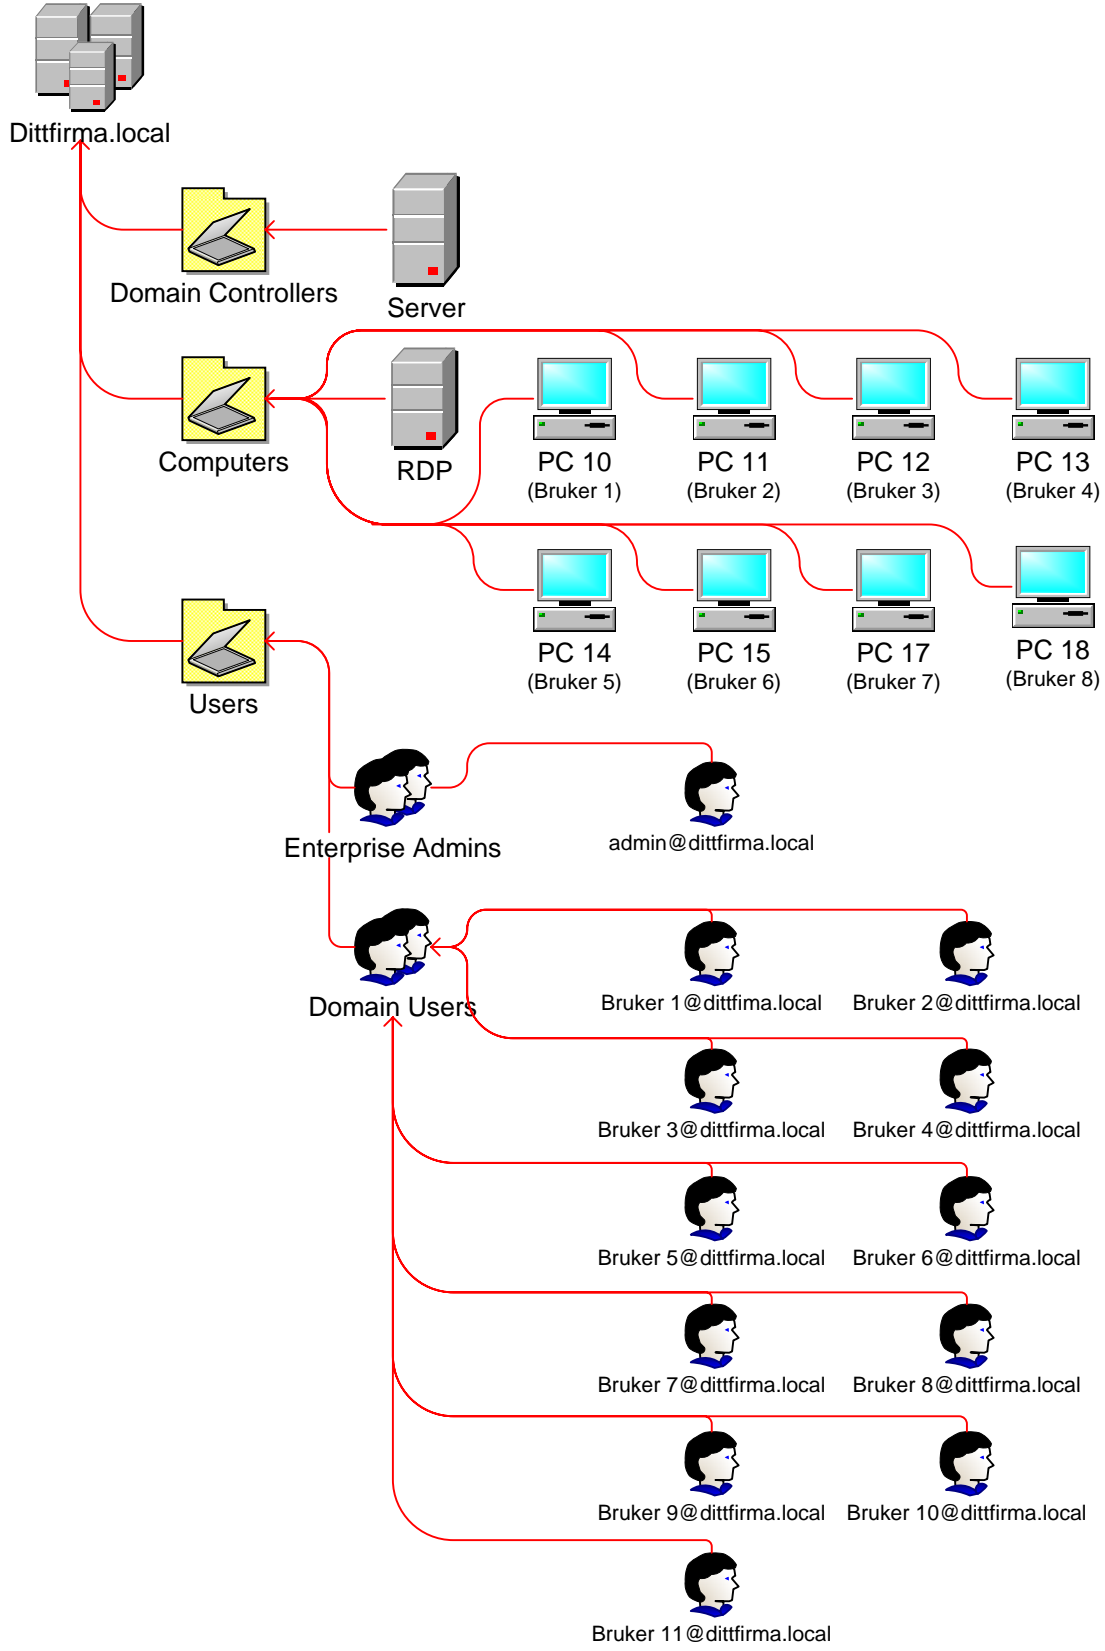 Dittfirma.local
Domain Controllers
Server
Computers
RDP
PC 10
(Bruker 1)
PC 11
(Bruker 2)
PC 12
(Bruker 3)
PC 13
(Bruker 4)
PC 14
(Bruker 5)
PC 15
(Bruker 6)
PC 17
(Bruker 7)
PC 18
(Bruker 8)
Users
Enterprise Admins
admin@dittfirma.local
Domain Users
Bruker 1@dittfima.local
Bruker 2@dittfirma.local
Bruker 3@dittfirma.local
Bruker 4@dittfirma.local
Bruker 5@dittfirma.local
Bruker 6@dittfirma.local
Bruker 7@dittfirma.local
Bruker 8@dittfirma.local
Bruker 9@dittfirma.local
Bruker 10@dittfirma.local
Bruker 11@dittfirma.local